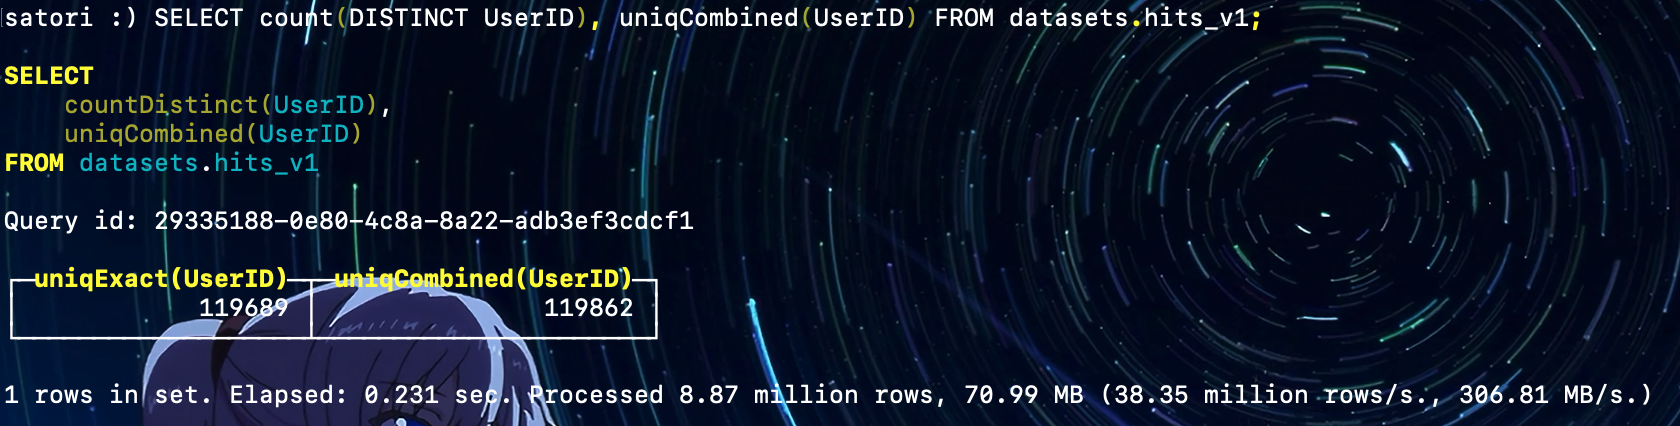 satori :) SELECT count(DISTINCT UserID), uniqCombined(UserID) FROM datasets.hits_v1;
SELECT
    countDistinct(UserID),
    uniqCombined(UserID)
FROM datasets.hits_v1
Query id: 29335188-0e80-4c8a-8a22-adb3ef3cdcf1
┌─uniqExact(UserID)─┬─uniqCombined(UserID)─┐
│            119689 │               119862 │
└───────────────────┴──────────────────────┘
1 rows in set. Elapsed: 0.231 sec. Processed 8.87 million rows, 70.99 MB (38.35 million rows/s., 306.81 MB/s.)